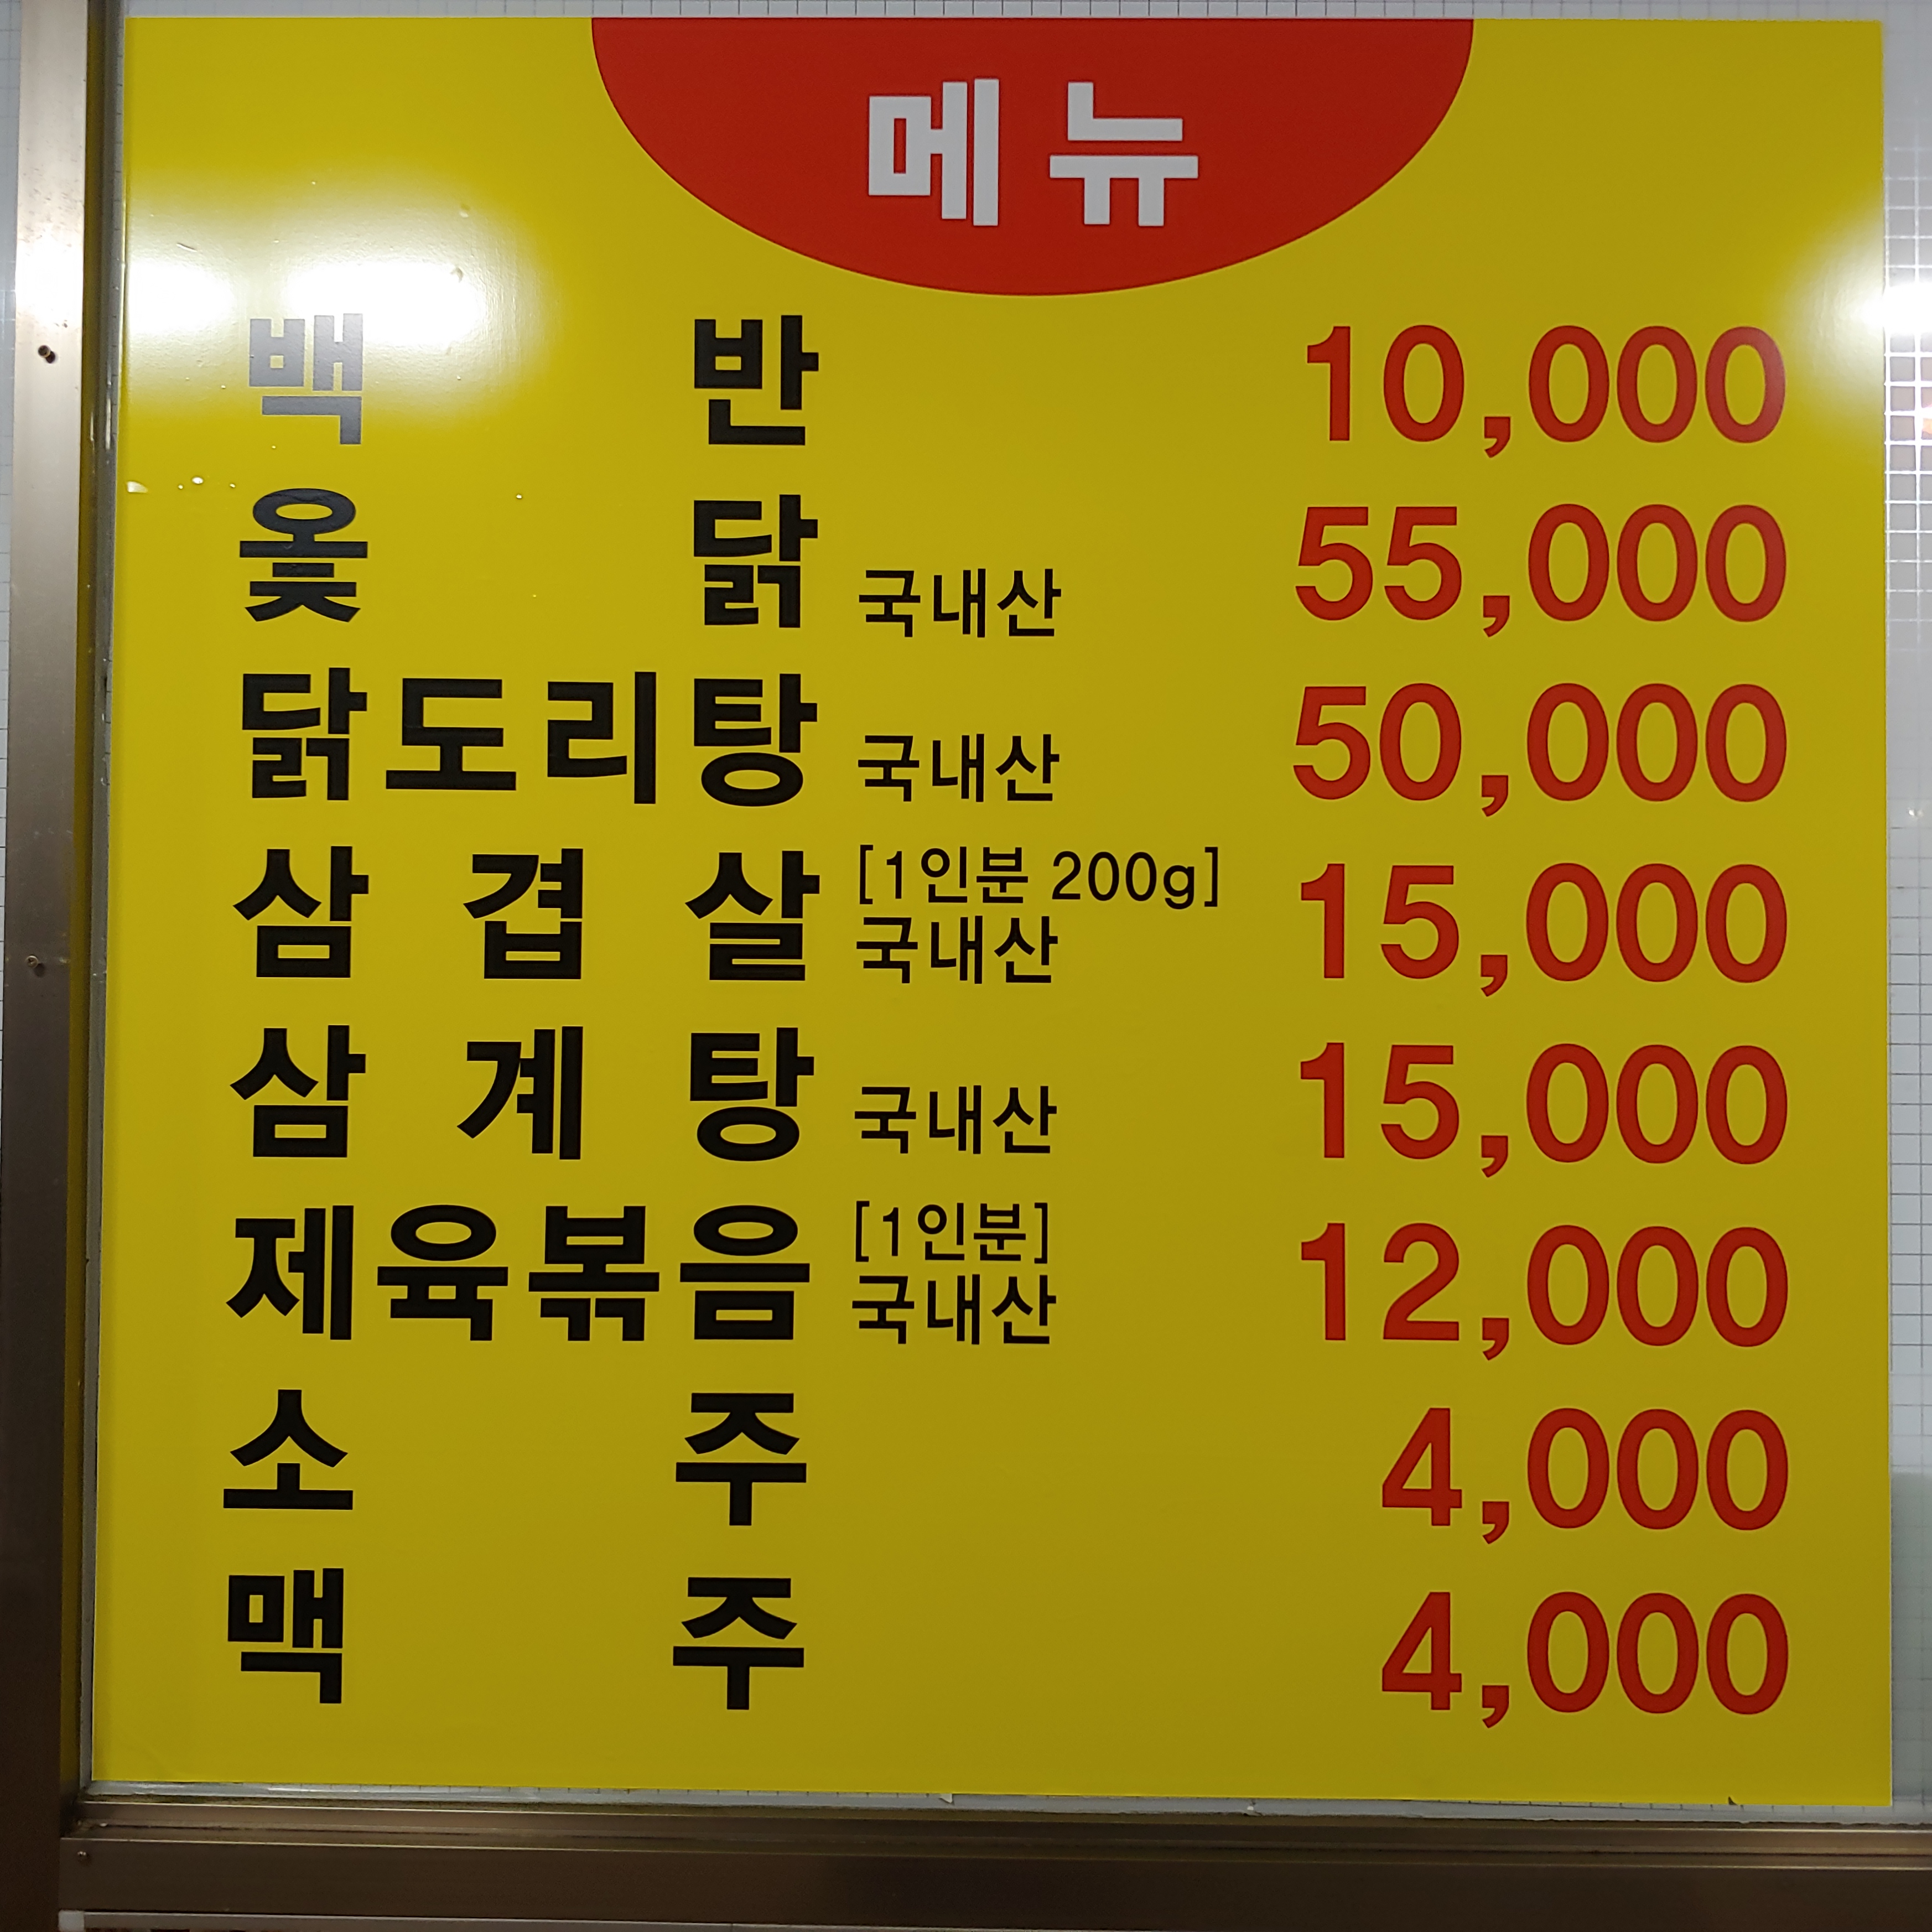 메뉴
백반 10,000
옻닭 국내산 55,000
닭도리탕 국내산 50,000
삼겹살 [1인분 200g] 국내산 15,000
삼계탕 국내산 15,000
제육볶음 [1인분] 국내산 12,000
소주 4,000
맥주 4,000